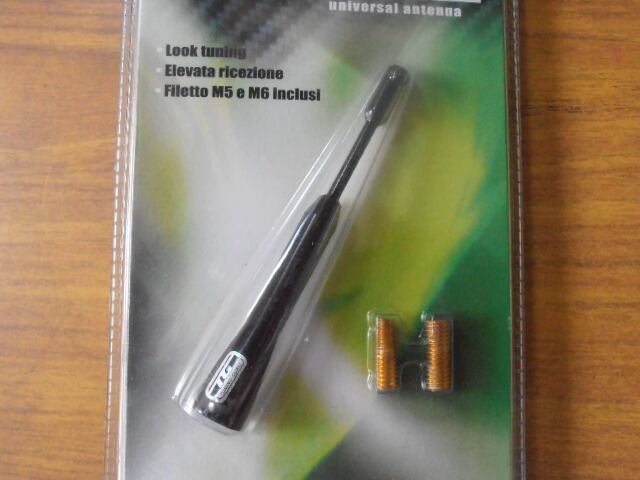 universal antenna
Look tuning
Elevata ricezione
Filetto M5 e M6 inclusi